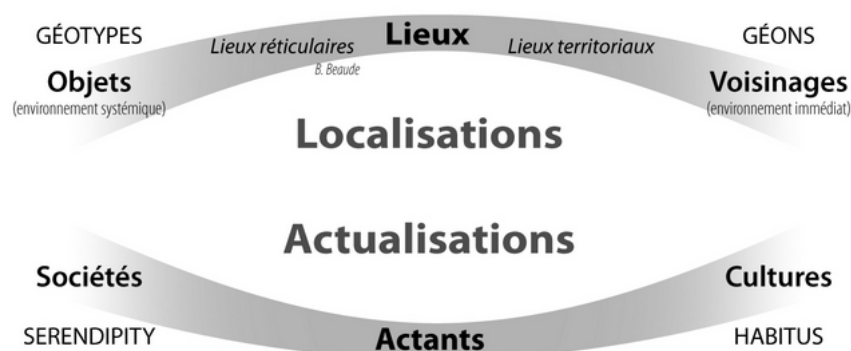 GÉOTYPES
Lieux réticulaires
Lieux
Lieux territoriaux
GÉONS
B. Beaude
Objets
(environnement systémique)
Voisinages
(environnement immédiat)
Localisations
Actualisations
Sociétés
Cultures
SERENDIPITY
Actants
HABITUS